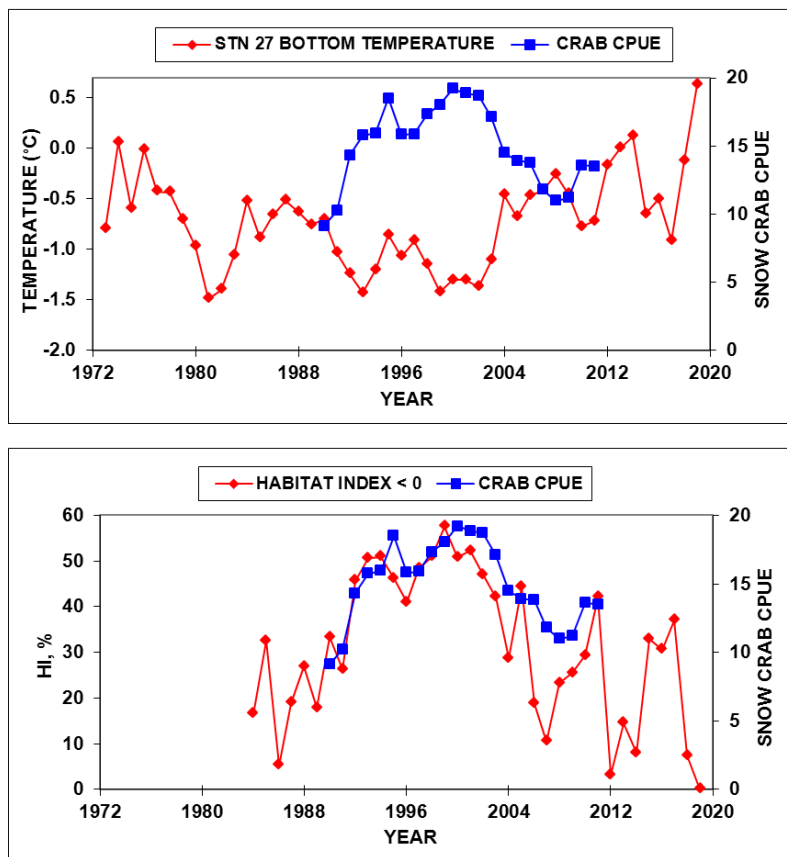 STN 27 BOTTOM TEMPERATURE CRAB CPUE
TEMPERATURE (°C)
0.5
0.0
-0.5
-1.0
-1.5
-2.0
20
15
10
5
0
SNOW CRAB CPUE
1972 1980 1988 1996 2004 2012 2020
YEAR
HABITAT INDEX < 0 CRAB CPUE
HI, %
60
50
40
30
20
10
0
20
15
10
5
0
SNOW CRAB CPUE
1972 1980 1988 1996 2004 2012 2020
YEAR